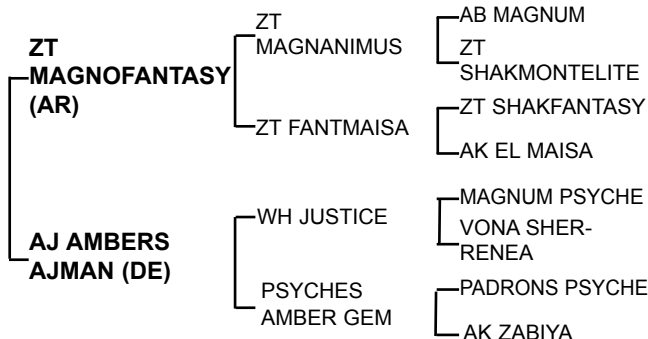 ZT
MAGNOFANTASY
(AR)
ZT
MAGNANIMUS
AB MAGNUM
ZT
SHAKMONTELITE
ZT FANTMAISA
ZT SHAKFANTASY
AK EL MAISA
AJ AMBERS
AJMAN (DE)
WH JUSTICE
MAGNUM PSYCHE
VONA SHER-
RENEA
PSYCHES
AMBER GEM
PADRONS PSYCHE
AK ZABIYA